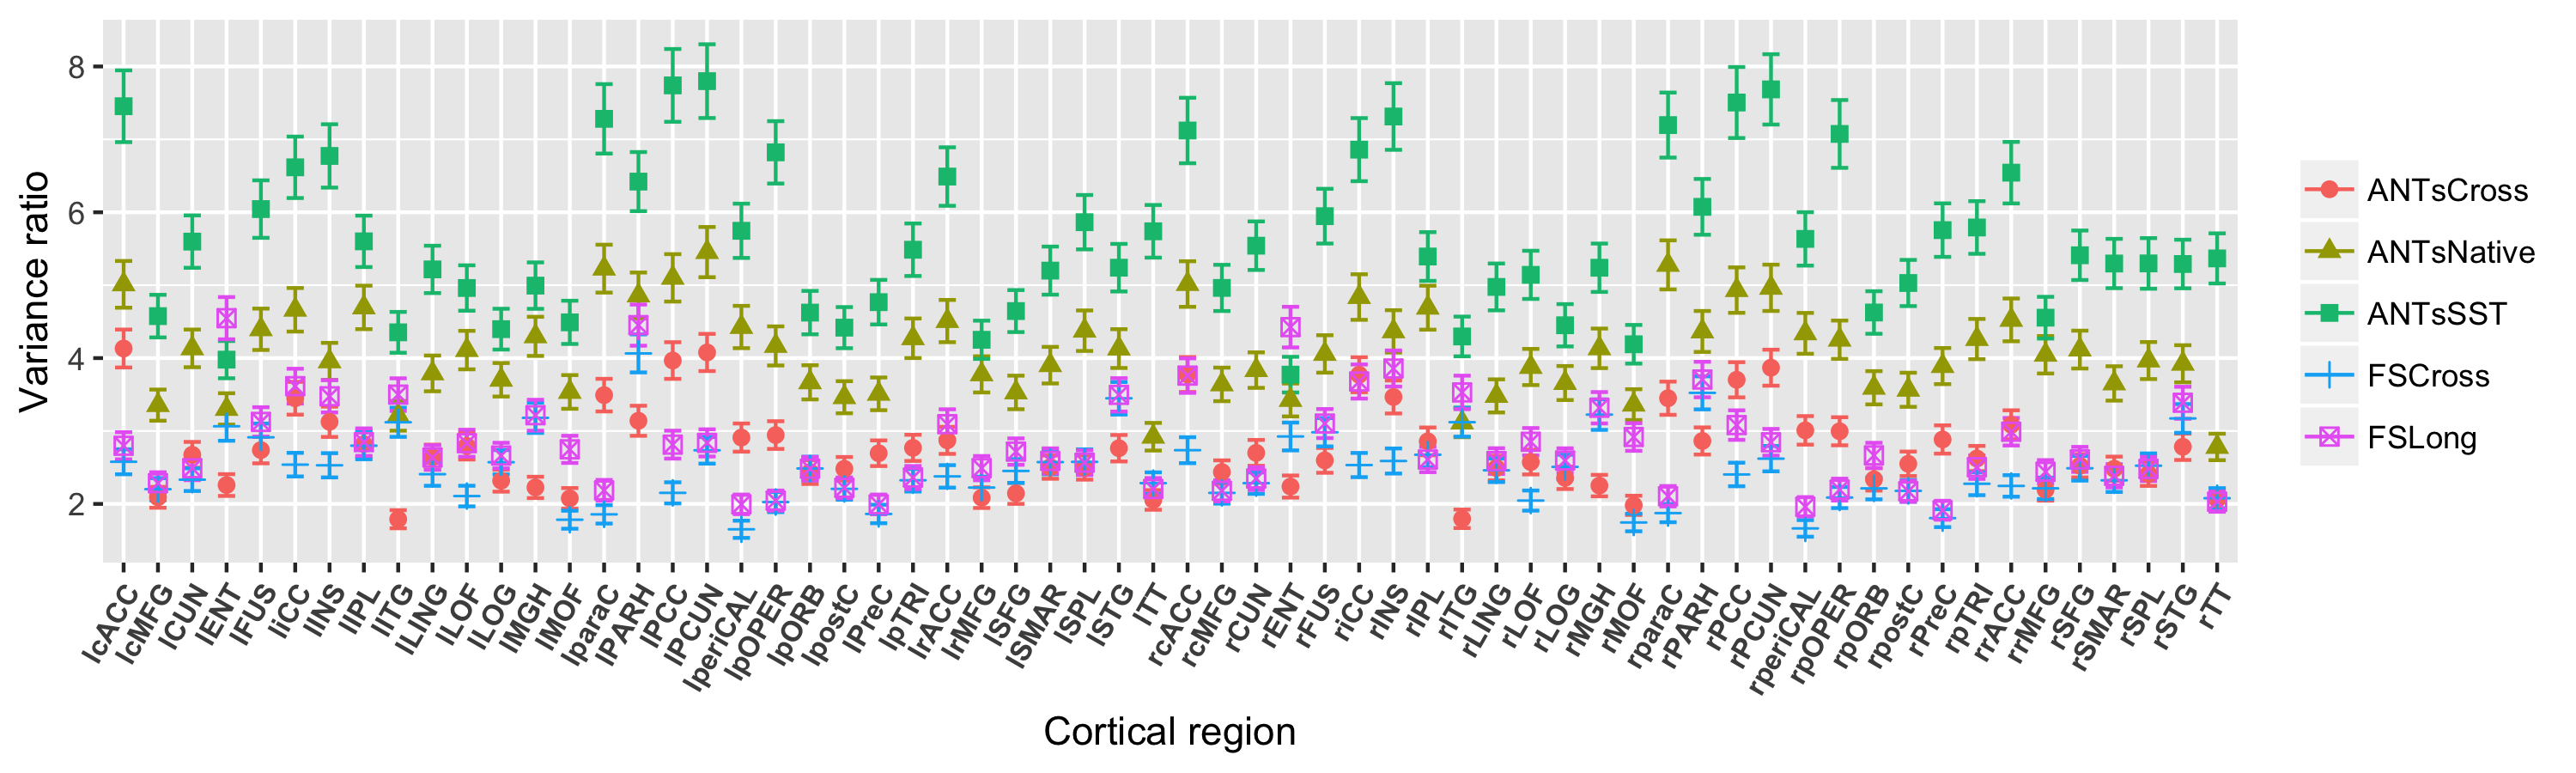 Variance ratio
8
6
4
2
lcACC
lcMFG
lCUN
lENT
lFUS
liCC
lINS
lIPL
lITG
lLING
lLOF
lLOG
lMGH
lMOF
lparaC
lPARH
lPCC
lPCUN
lperiCAL
lpOPER
lpORB
lpostC
lPreC
lpTRI
lrACC
lrMFG
lSFG
lSMAR
lSPL
lSTG
lTT
rcACC
rcMFG
rCUN
rENT
rFUS
riCC
rINS
rIPL
rITG
rLING
rLOF
rLOG
rMGH
rMOF
rparaC
rPARH
rPCC
rPCUN
rperiCAL
rpOPER
rpORB
rpostC
rPreC
rpTRI
rrACC
rrMFG
rSFG
rSMAR
rSPL
rSTG
rTT
Cortical region
ANTsCross
ANTsNative
ANTsSST
FSCross
FSLong